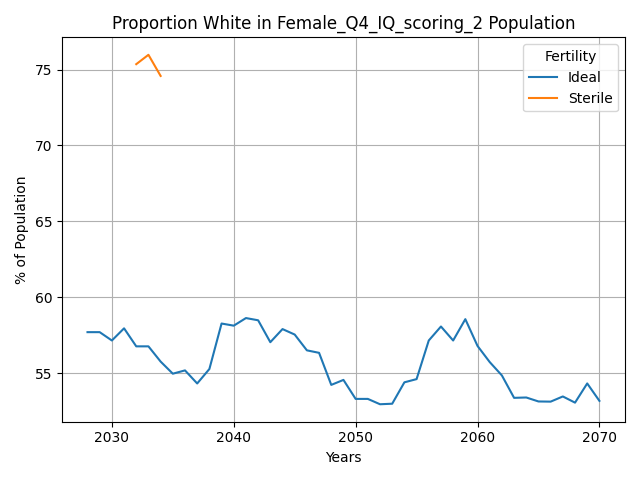 Proportion White in Female_Q4_IQ_scoring_2 Population
Fertility
Ideal
Sterile
% of Population
75
70
65
60
55
2030
2040
2050
2060
2070
Years